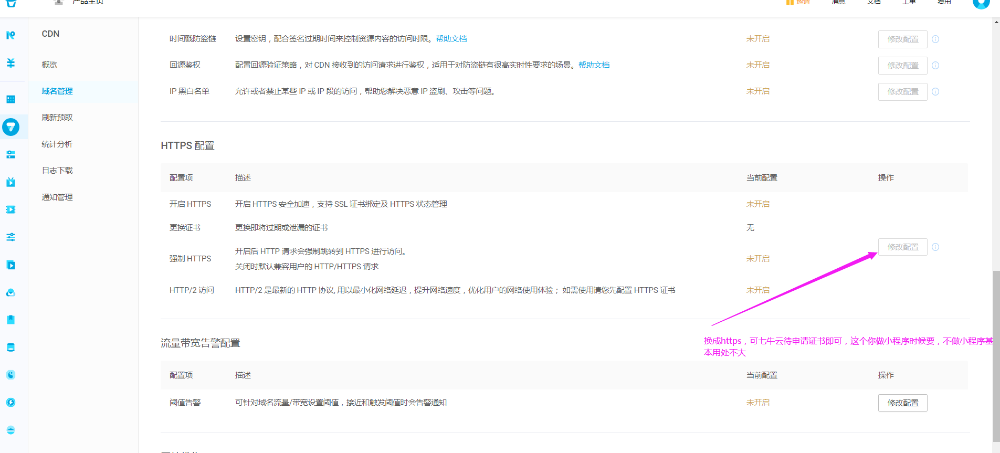 产品主页
邀请
消息
文档
工单
费用
CDN
概览
域名管理
刷新预取
统计分析
日志下载
通知管理
时间戳防盗链 设置密钥，配合签名过期时间来控制资源内容的访问时限。帮助文档 未开启 修改配置
回源鉴权 配置回源验证策略，对 CDN 接收到的访问请求进行鉴权，适用于对防盗链有很高实时性要求的场景。帮助文档 未开启 修改配置
IP 黑白名单 允许或者禁止某些 IP 或 IP 段的访问，帮助您解决恶意 IP 盗刷、攻击等问题。 未开启 修改配置
HTTPS 配置
配置项 描述 当前配置 操作
开启 HTTPS 开启 HTTPS 安全加速，支持 SSL 证书绑定及 HTTPS 状态管理 未开启
更换证书 更换即将过期或泄漏的证书 无
修改配置
强制 HTTPS 开启后 HTTP 请求会强制跳转到 HTTPS 进行访问。 未开启
关闭时默认兼容用户的 HTTP/HTTPS 请求
HTTP/2 访问 HTTP/2 是最新的 HTTP 协议, 用以最小化网络延迟，提升网络速度，优化用户的网络使用体验； 如需使用请您先配置 HTTPS 证书 未开启
换成https，可七牛云待申请证书即可，这个你做小程序时候要，不做小程序基
本用处不大
流量带宽告警配置
配置项 描述 当前配置 操作
阈值告警 可针对域名流量/带宽设置阈值，接近和触发阈值时会告警通知 未开启 修改配置